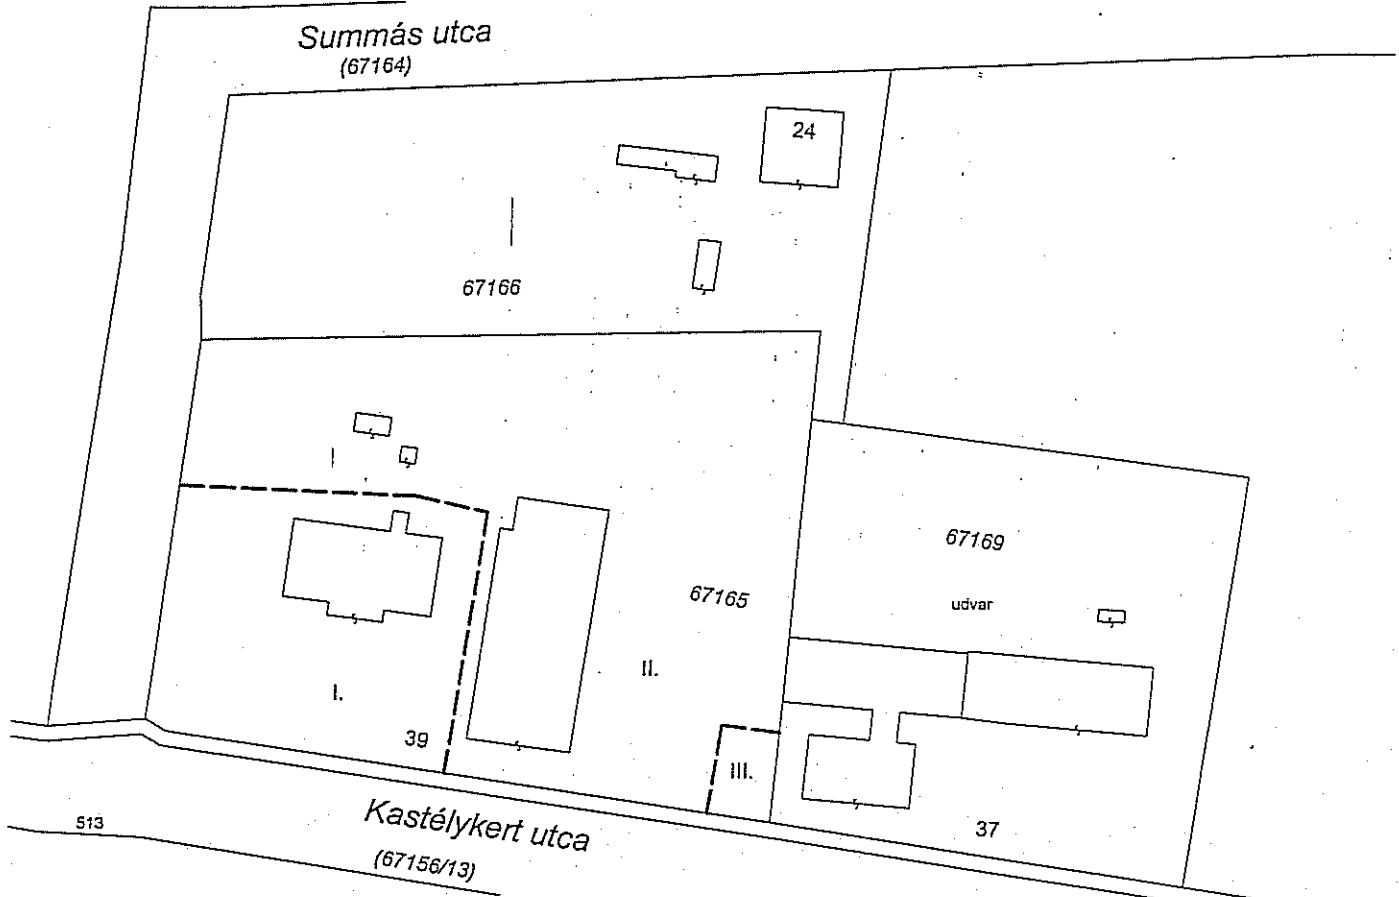 Summás utca
(67164)
24
67166
67169
67165
udvar
II.
I.
39
III.
Kastélykert utca
(67156/13)
513
37